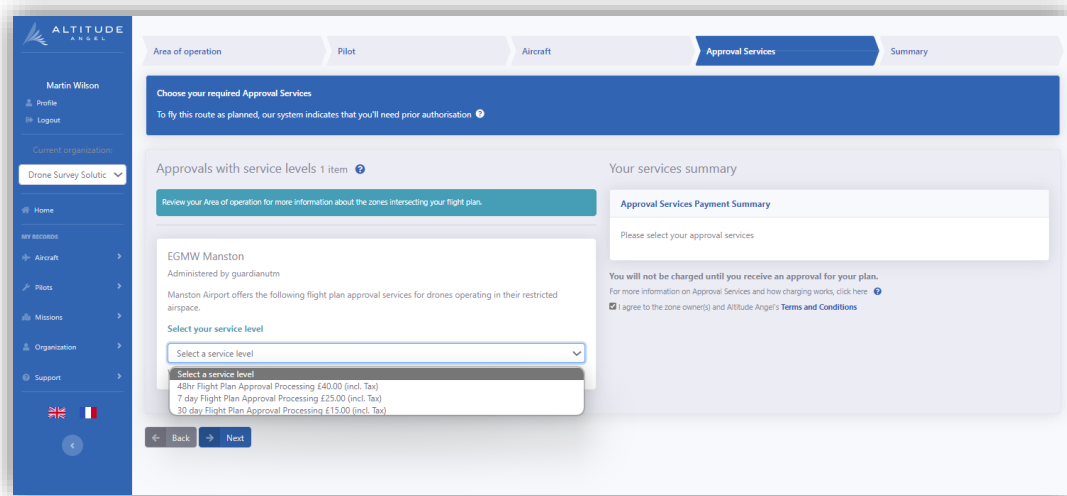 ALTITUDE
ANGEL
Martin Wilson
Profile
Logout
Current organization:
Drone Survey Solutic
Home
MY RECORDS
Aircraft
Pilots
Missions
Organization
Support
Area of operation
Pilot
Aircraft
Approval Services
Summary
Choose your required Approval Services
To fly this route as planned, our system indicates that you'll need prior authorisation ?
Approvals with service levels 1 item ?
Review your Area of operation for more information about the zones intersecting your flight plan.
EGMW Manston
Administered by guardianutm
Manston Airport offers the following flight plan approval services for drones operating in their restricted
airspace.
Select your service level
Select a service level
Select a service level
48hr Flight Plan Approval Processing £40.00 (incl. Tax)
7 day Flight Plan Approval Processing £25.00 (incl. Tax)
30 day Flight Plan Approval Processing £15.00 (incl. Tax)
Back
Next
Your services summary
Approval Services Payment Summary
Please select your approval services
You will not be charged until you receive an approval for your plan.
For more information on Approval Services and how charging works, click here ?
I agree to the zone owner(s) and Altitude Angel's Terms and Conditions